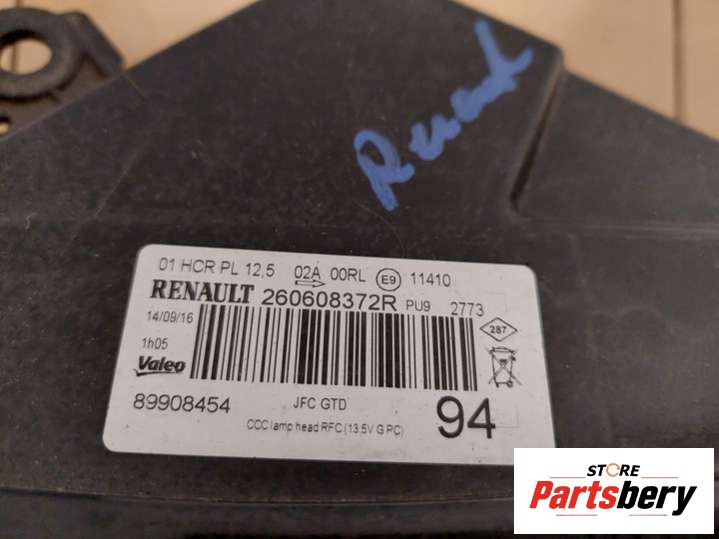 Renault
01 HCR PL 12,5 02A 00RL E9 11410
RENAULT 260608372R PU9 2773
14/09/16
287
1h05
Valeo
89908454 JFC GTD 94
CCC lamp head RFC (13.5V G PC)
STORE
Partsbery